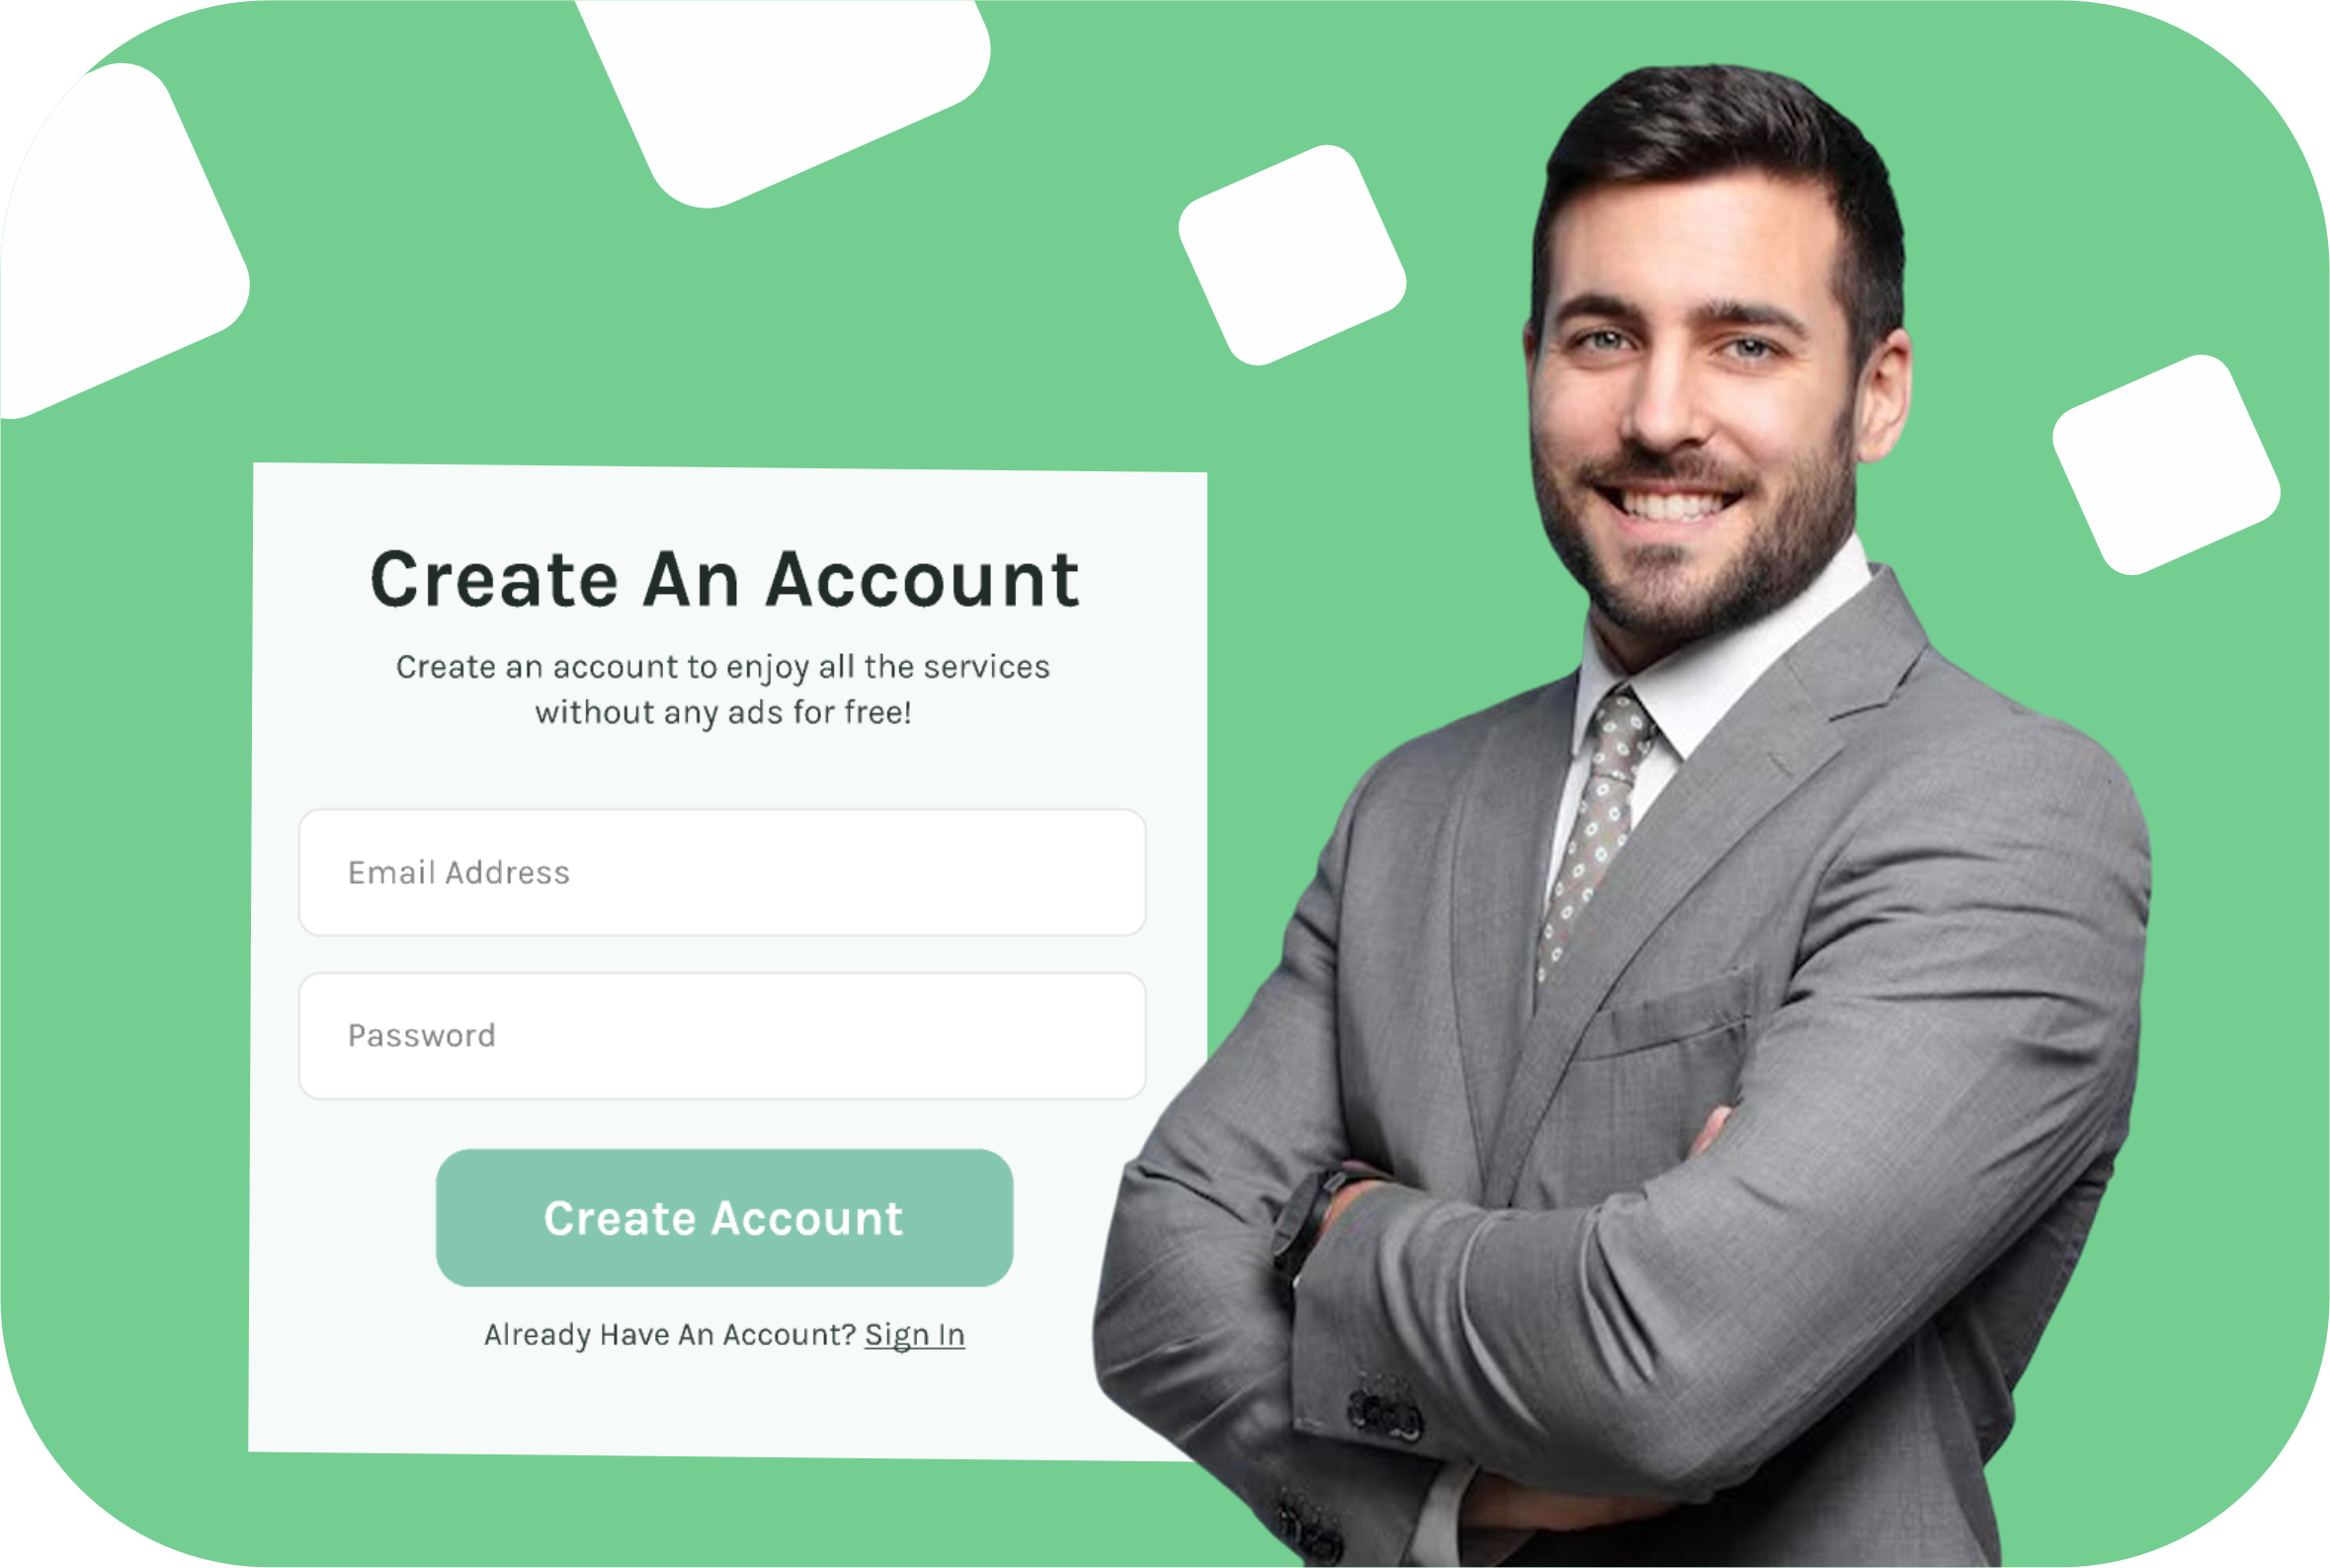 Create An Account
Create an account to enjoy all the services
without any ads for free!
Email Address
Password
Create Account
Already Have An Account? Sign In